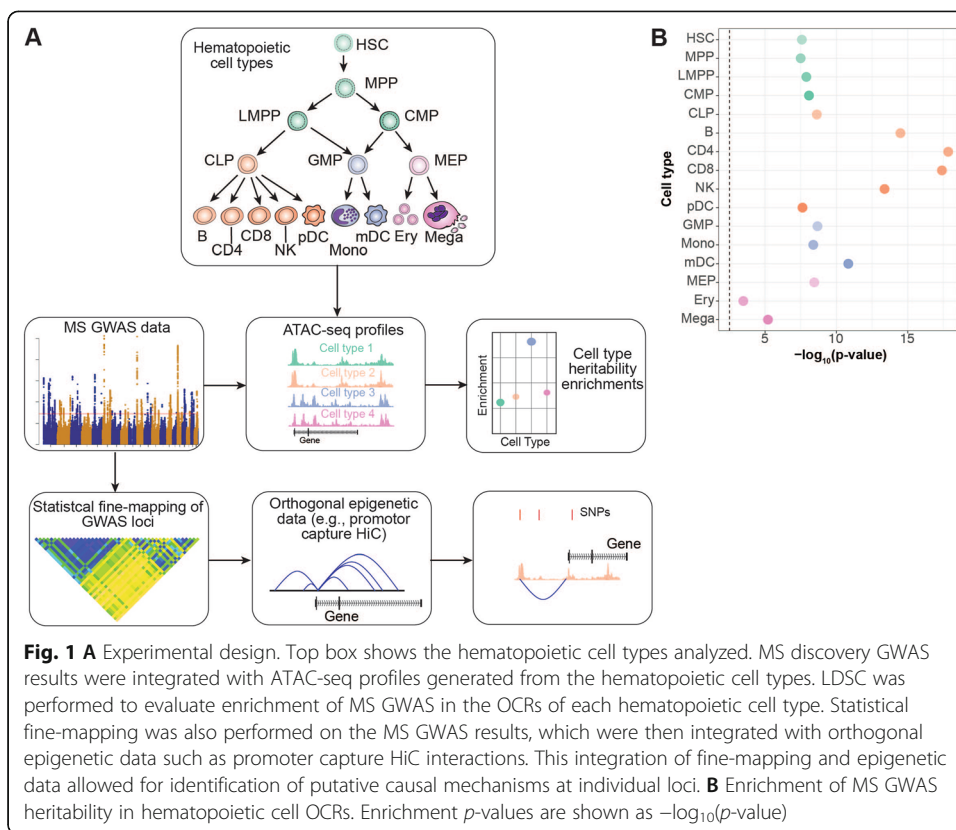 A
Hematopoietic
cell types
HSC
MPP
LMPP
CMP
CLP
GMP
MEP
B
CD4
CD8
NK
pDC
Mono
mDC
Ery
Mega
MS GWAS data
ATAC-seq profiles
Cell type 1
Cell type 2
Cell type 3
Cell type 4
Gene
Enrichment
Cell Type
Cell type
heritability
enrichments
Statistcal fine-mapping of
GWAS loci
Orthogonal epigenetic
data (e.g., promotor
capture HiC)
Gene
SNPs
Gene
B
Cell type
HSC
MPP
LMPP
CMP
CLP
B
CD4
CD8
NK
pDC
GMP
Mono
mDC
MEP
Ery
Mega
5 10 15
−log10(p-value)
Fig. 1 A Experimental design. Top box shows the hematopoietic cell types analyzed. MS discovery GWAS
results were integrated with ATAC-seq profiles generated from the hematopoietic cell types. LDSC was
performed to evaluate enrichment of MS GWAS in the OCRs of each hematopoietic cell type. Statistical
fine-mapping was also performed on the MS GWAS results, which were then integrated with orthogonal
epigenetic data such as promoter capture HiC interactions. This integration of fine-mapping and epigenetic
data allowed for identification of putative causal mechanisms at individual loci. B Enrichment of MS GWAS
heritability in hematopoietic cell OCRs. Enrichment p-values are shown as −log10(p-value)